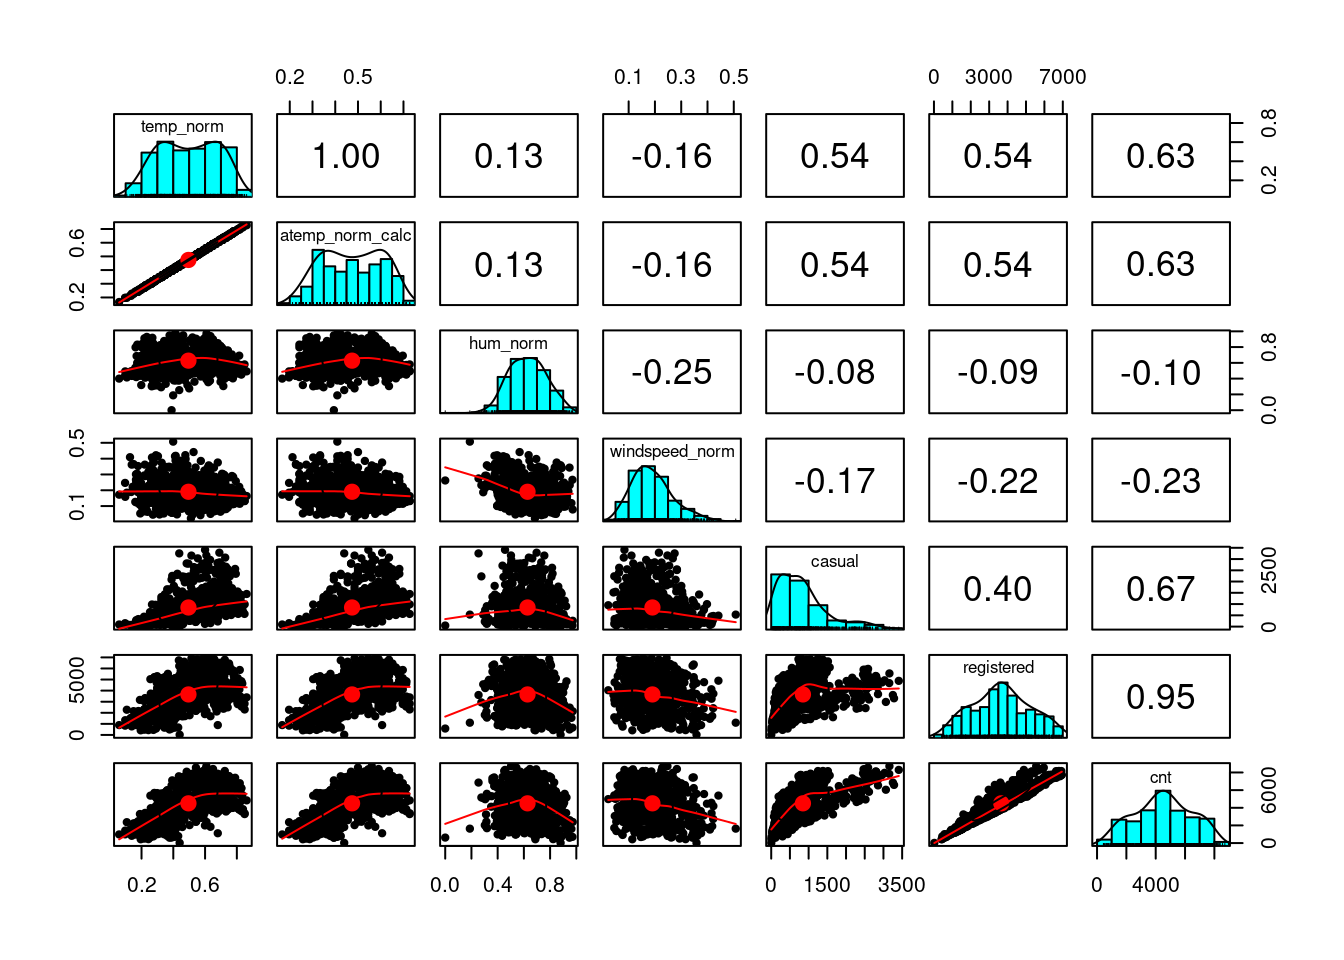 0.2 0.5 0.1 0.3 0.5 0 3000 7000
temp_norm 1.00 0.13 -0.16 0.54 0.54 0.63 0.2 0.8
0.2 0.6 atemp_norm_calc 0.13 -0.16 0.54 0.54 0.63
hum_norm -0.25 -0.08 -0.09 -0.10 0.0 0.8
0.1 0.5 windspeed_norm -0.17 -0.22 -0.23
casual 0.40 0.67 0 2500
0 5000 registered 0.95
cnt 0 6000
0.2 0.6 0.0 0.4 0.8 0 1500 3500 0 4000